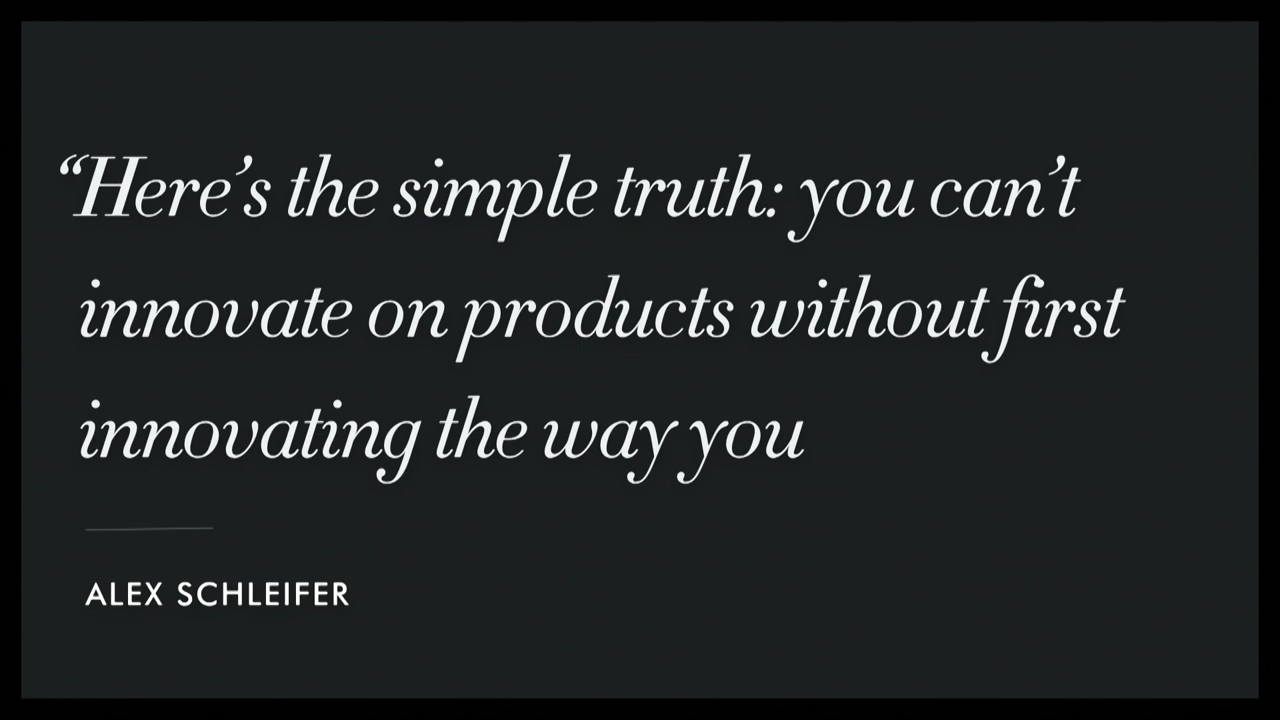 “Here’s the simple truth: you can’t
innovate on products without first
innovating the way you
ALEX SCHLEIFER